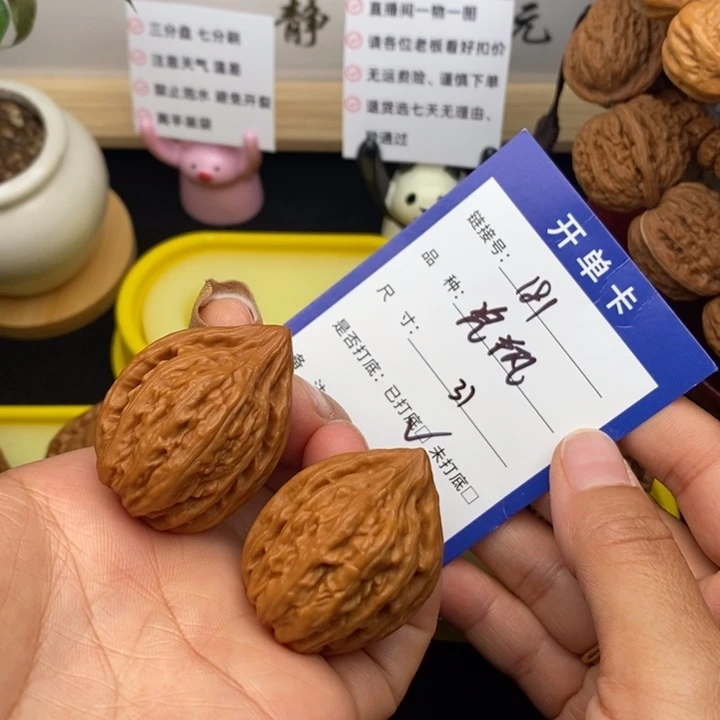 三分盘 七分刷
注意天气 温差
禁止泡水 避免开裂
静
直播间一物一图
请各位老板看好扣价
无运费险、谨慎下单
退货选七天无理由、
元
开单卡
链接号: 181
品 种:
尺 寸: 31
是否打底: 已打底☑ 未打底□
备 注